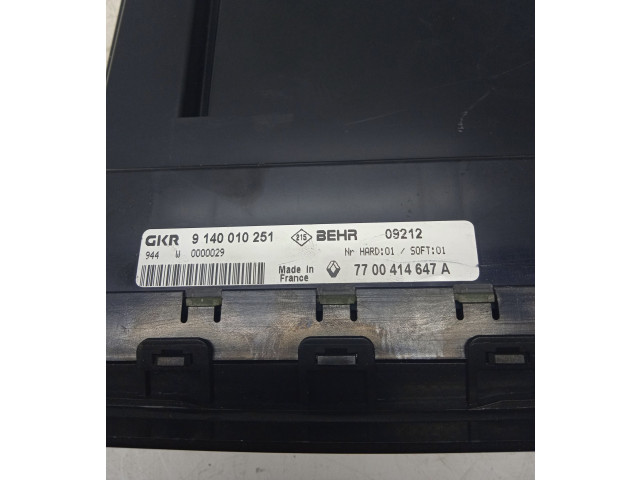 GKR 9 140 010 251 215 BEHR 09212
944 W 0000029 Nr HARD:01 / SOFT:01
Made in France 77 00 414 647 A